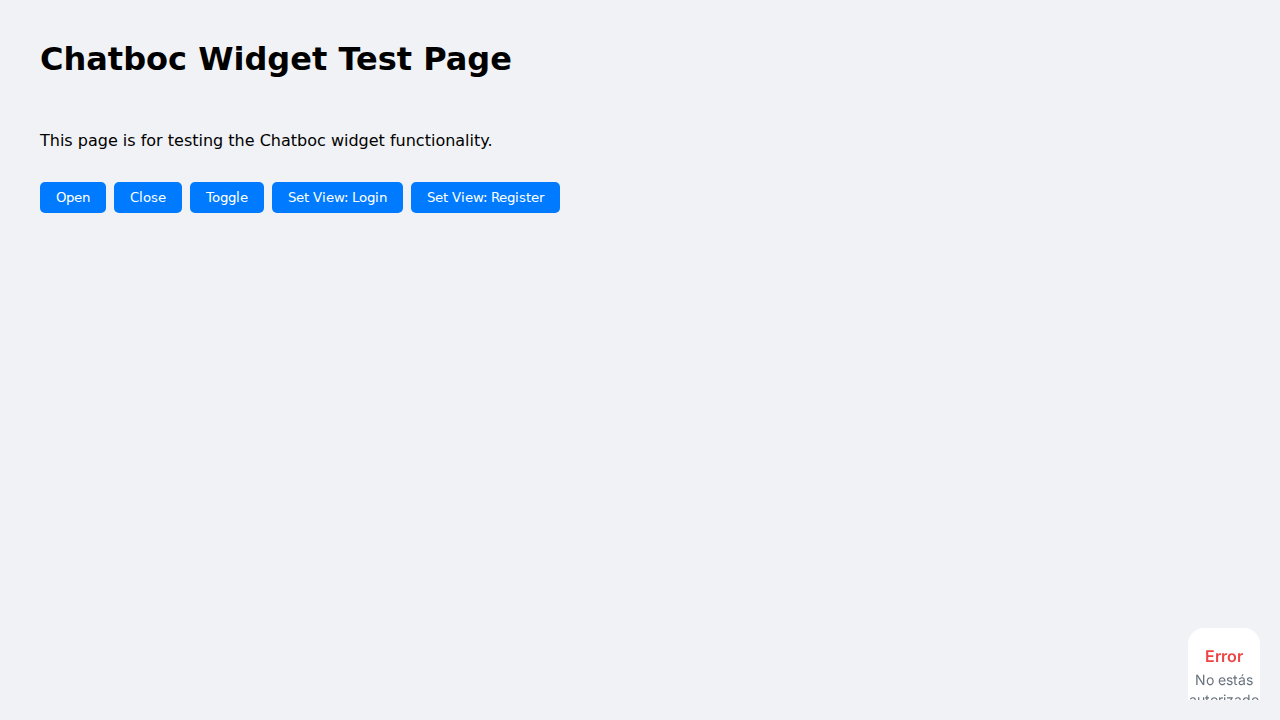 Chatboc Widget Test Page
This page is for testing the Chatboc widget functionality.
Open
Close
Toggle
Set View: Login
Set View: Register
Error
No estás
autorizado